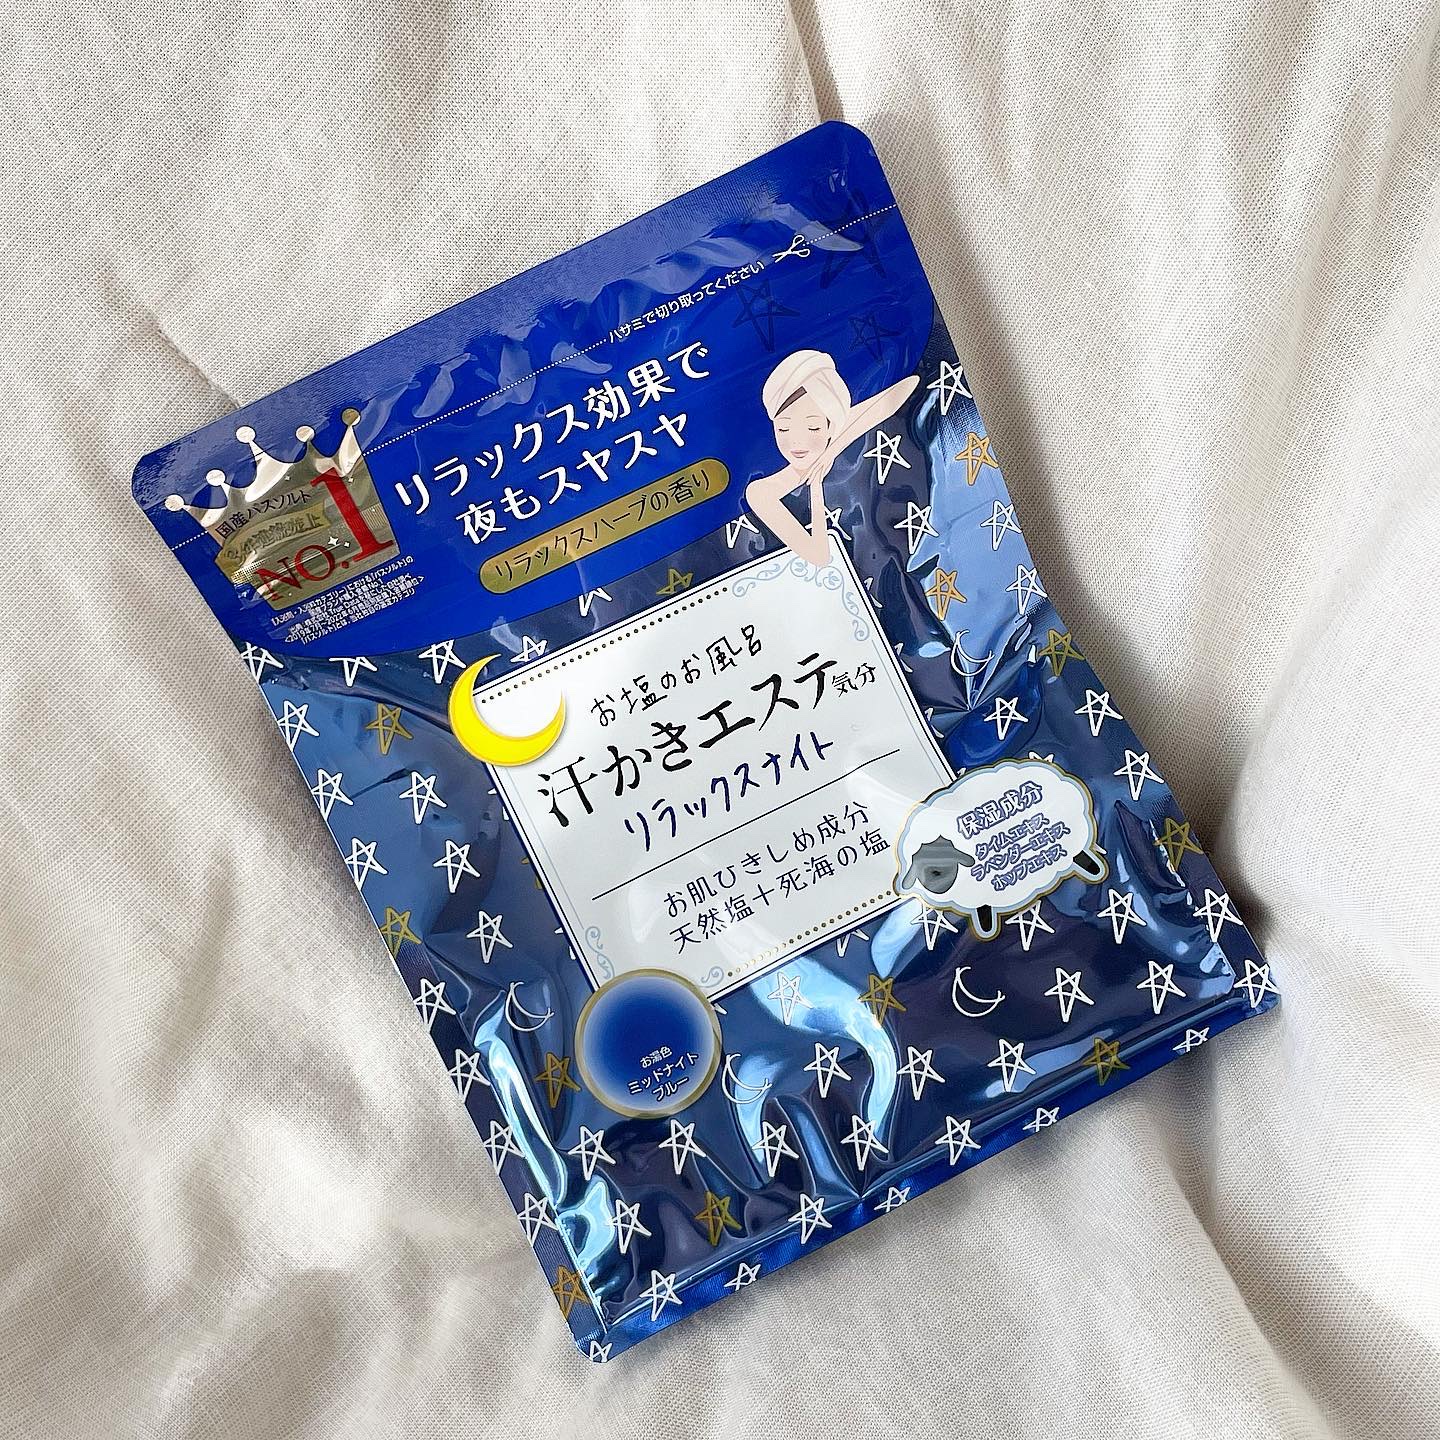 ハサミで切り取ってください
リラックス効果で
夜もスヤスヤ
リラックスハーブの香り
国産バスソルト
NO.1
お塩のお風呂
汗かきエステ気分
リラックスナイト
お肌ひきしめ成分
天然塩＋死海の塩
保湿成分
タイムエキス
ラベンダーエキス
ホップエキス
お湯色
ミッドナイト
ブルー